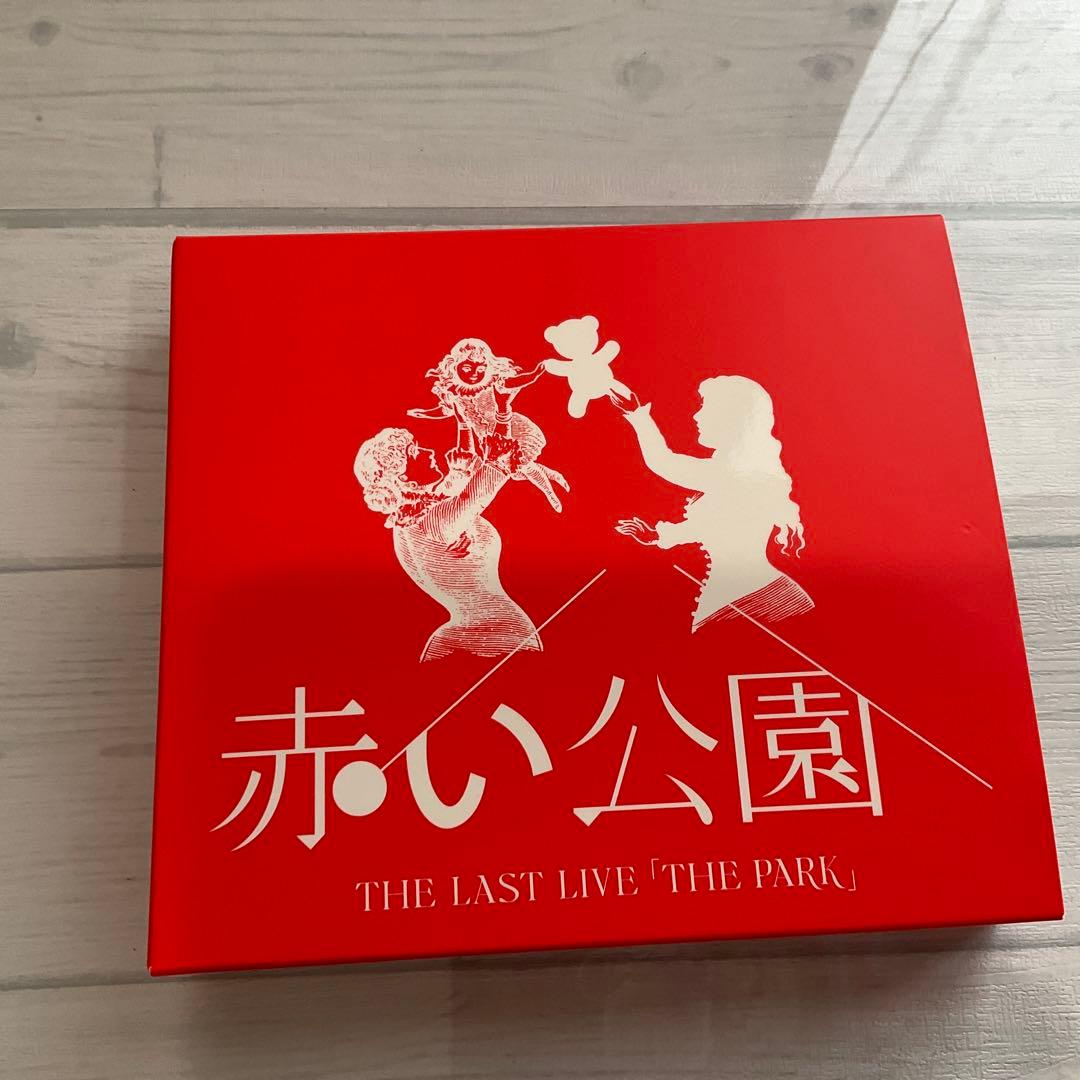 赤い公園
THE LAST LIVE「THE PARK」